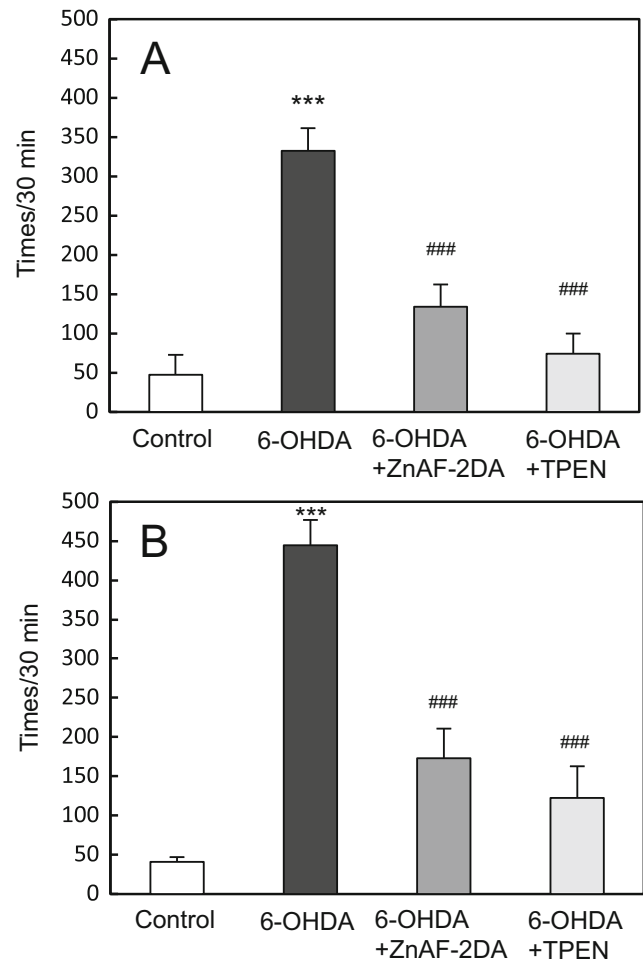 500
450
400
350
300
250
200
150
100
50
0
Times/30 min
A
***
###
###
Control
6-OHDA
6-OHDA
+ZnAF-2DA
6-OHDA
+TPEN
500
450
400
350
300
250
200
150
100
50
0
Times/30 min
B
***
###
###
Control
6-OHDA
6-OHDA
+ZnAF-2DA
6-OHDA
+TPEN